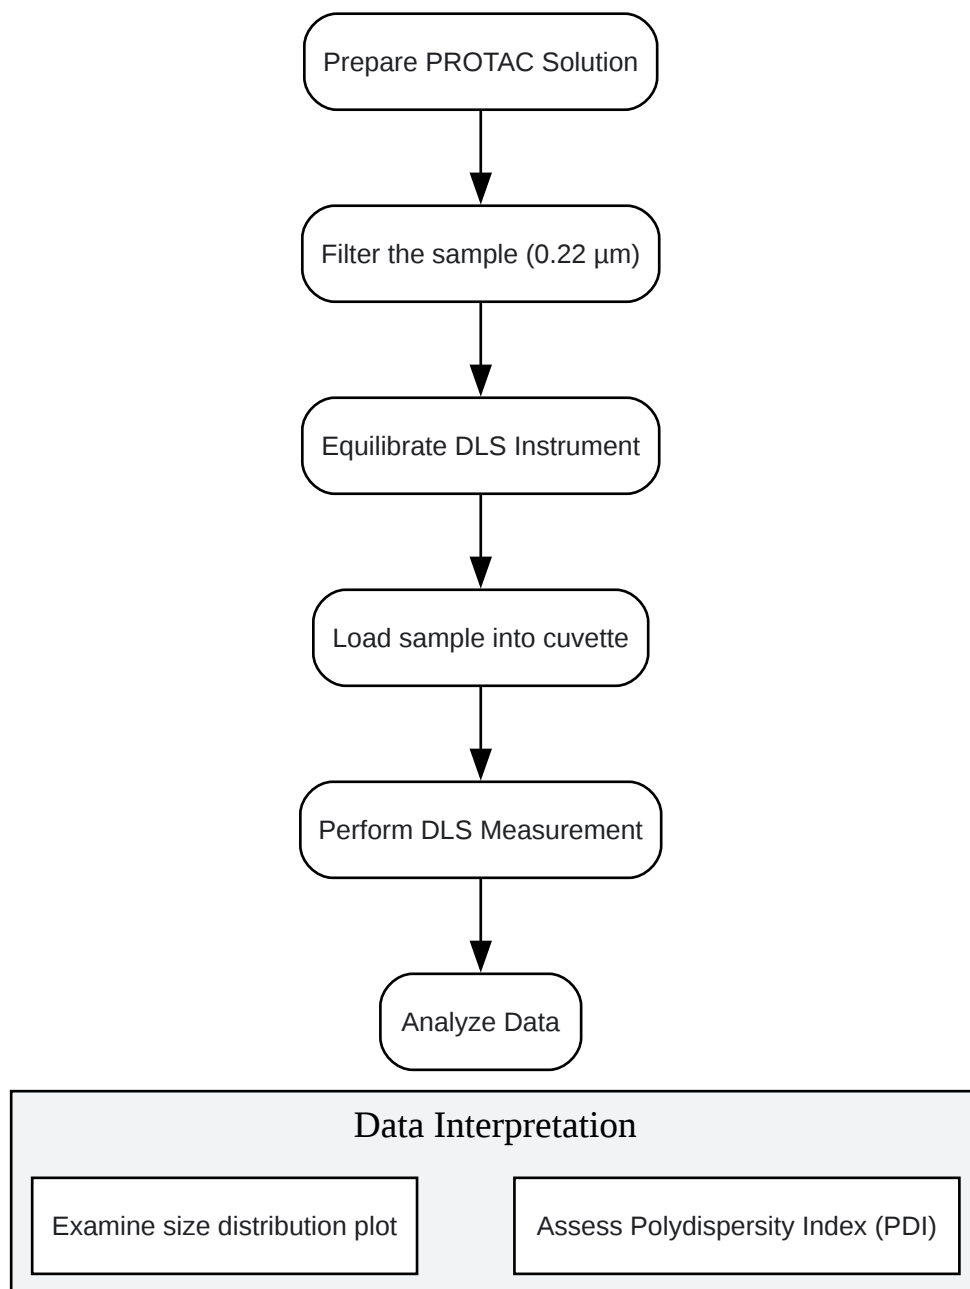 Prepare PROTAC Solution
Filter the sample (0.22 µm)
Equilibrate DLS Instrument
Load sample into cuvette
Perform DLS Measurement
Analyze Data
Data Interpretation
Examine size distribution plot
Assess Polydispersity Index (PDI)